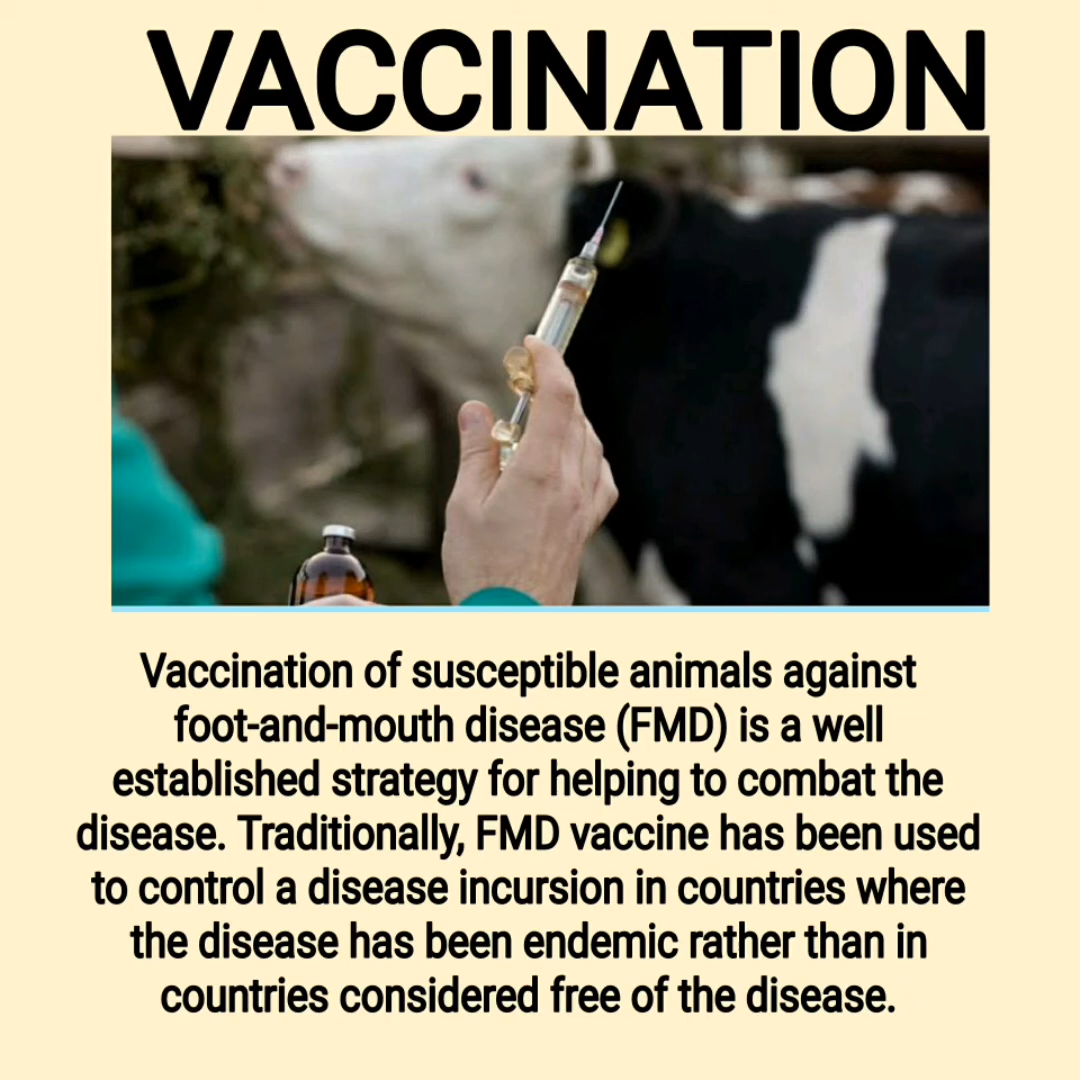 VACCINATION
Vaccination of susceptible animals against
foot-and-mouth disease (FMD) is a well
established strategy for helping to combat the
disease. Traditionally, FMD vaccine has been used
to control a disease incursion in countries where
the disease has been endemic rather than in
countries considered free of the disease.